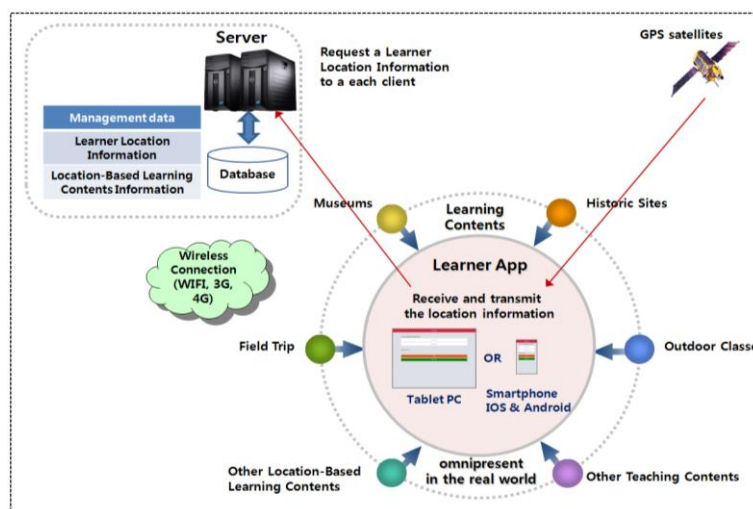 Server
Request a Learner
Location Information
to a each client
GPS satellites
Management data
Learner Location
Information
Location-Based Learning
Contents Information
Database
Museums
Learning
Contents
Historic Sites
Wireless
Connection
(WIFI, 3G,
4G)
Learner App
Receive and transmit
the location information
Field Trip
OR
Outdoor Classe
Tablet PC
Smartphone
IOS & Android
Other Location-Based
Learning Contents
omnipresent
in the real world
Other Teaching Contents